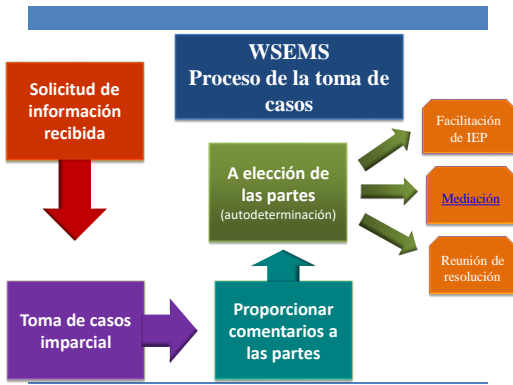 WSEMS
Proceso de la toma de
casos
Solicitud de
información
recibida
Toma de casos
imparcial
Proporcionar
comentarios a
las partes
A elección de
las partes
(autodeterminación)
Facilitación
de IEP
Mediación
Reunión de
resolución